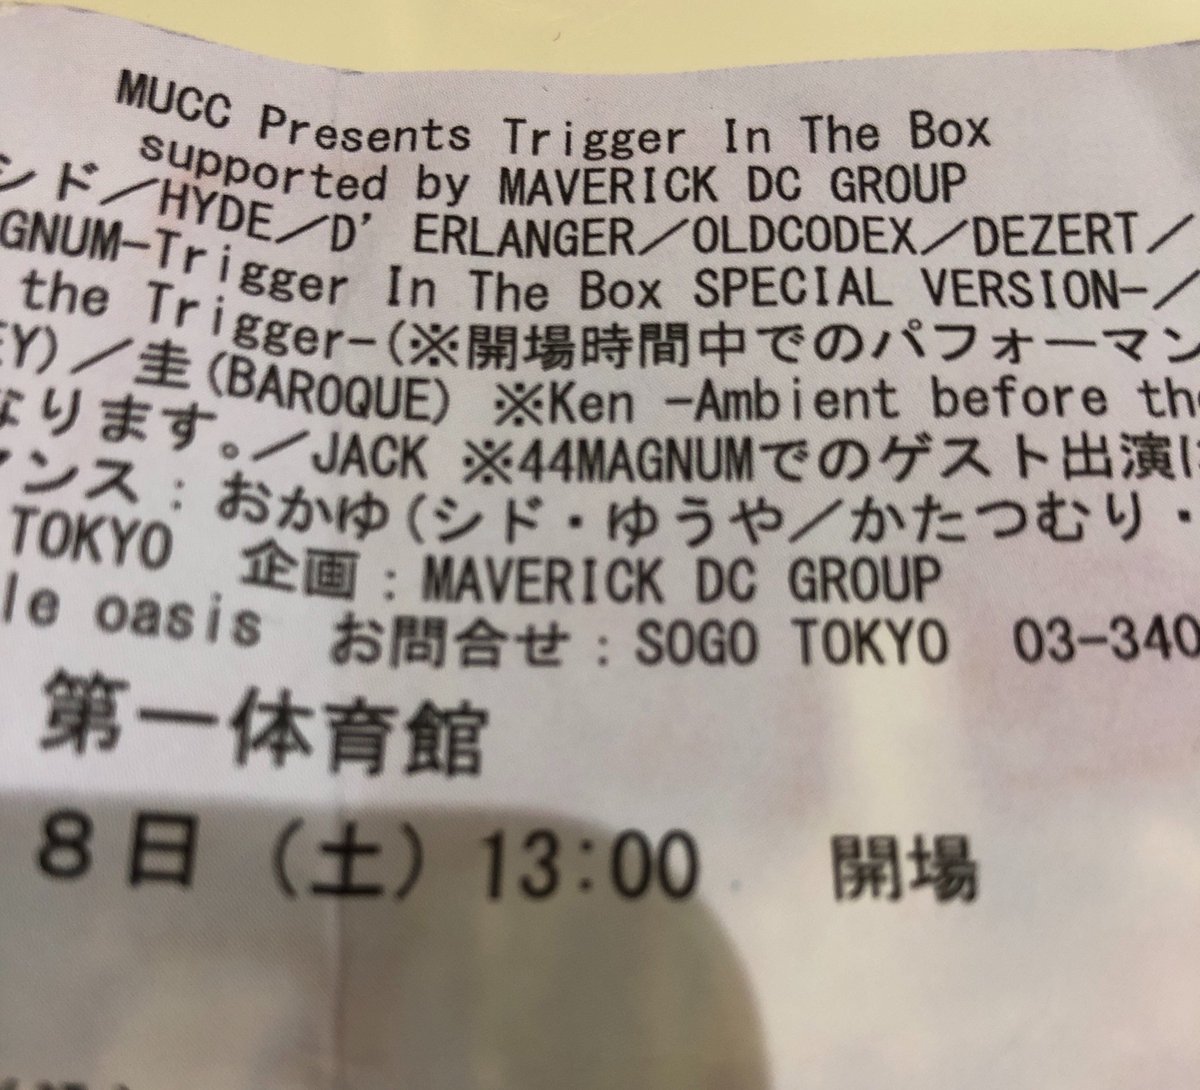 MUCC Presents Trigger In The Box
supported by MAVERICK DC GROUP
シド／HYDE／D' ERLANGER／OLDCODEX／DEZERT／
GNUM-Trigger In The Box SPECIAL VERSION-／
the Trigger-(※開場時間中でのパフォーマン
EY)／圭(BAROQUE) ※Ken -Ambient before the
なります。／JACK ※44MAGNUMでのゲスト出演は
マンス：おかゆ(シド・ゆうや／かたつむり・
TOKYO 企画：MAVERICK DC GROUP
le oasis お問合せ：SOGO TOKYO 03-340
第一体育館
8日（土）13:00 開場